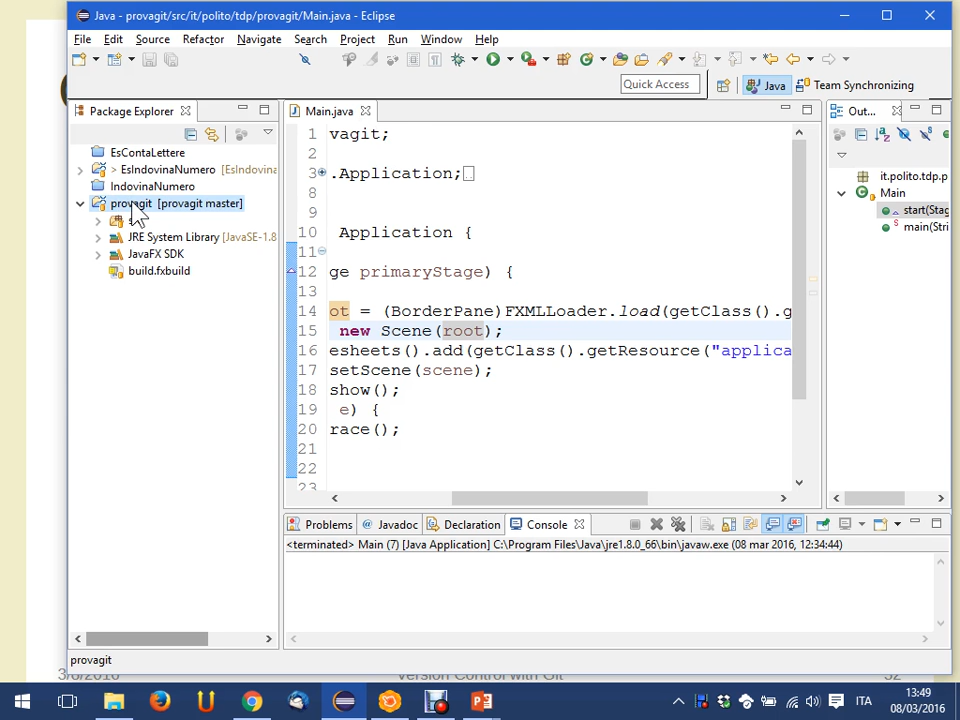 Java - provagit/src/it/polito/tdp/provagit/Main.java - Eclipse
File Edit Source Refactor Navigate Search Project Run Window Help
Quick Access
Java
Team Synchronizing
Package Explorer
EsContaLettere
> EsIndovinaNumero [EsIndovina
IndovinaNumero
provagit [provagit master]
JRE System Library [JavaSE-1.8
JavaFX SDK
build.fxbuild
Main.java
1 vagit;
2
3 .Application;
8
9
10 Application {
11
12 ge primaryStage) {
13
14 ot = (BorderPane)FXMLLoader.load(getClass().g
15 new Scene(root);
16 esheets().add(getClass().getResource("applica
17 setScene(scene);
18 show();
19 e) {
20 race();
21
22
23
Out...
it.polito.tdp.p
Main
start(Stag
main(Stri
Problems
Javadoc
Declaration
Console
<terminated> Main (7) [Java Application] C:\Program Files\Java\jre1.8.0_66\bin\javaw.exe (08 mar 2016, 12:34:44)
provagit
3/8/2016
Version Control with Git
52
ITA
13:49
08/03/2016